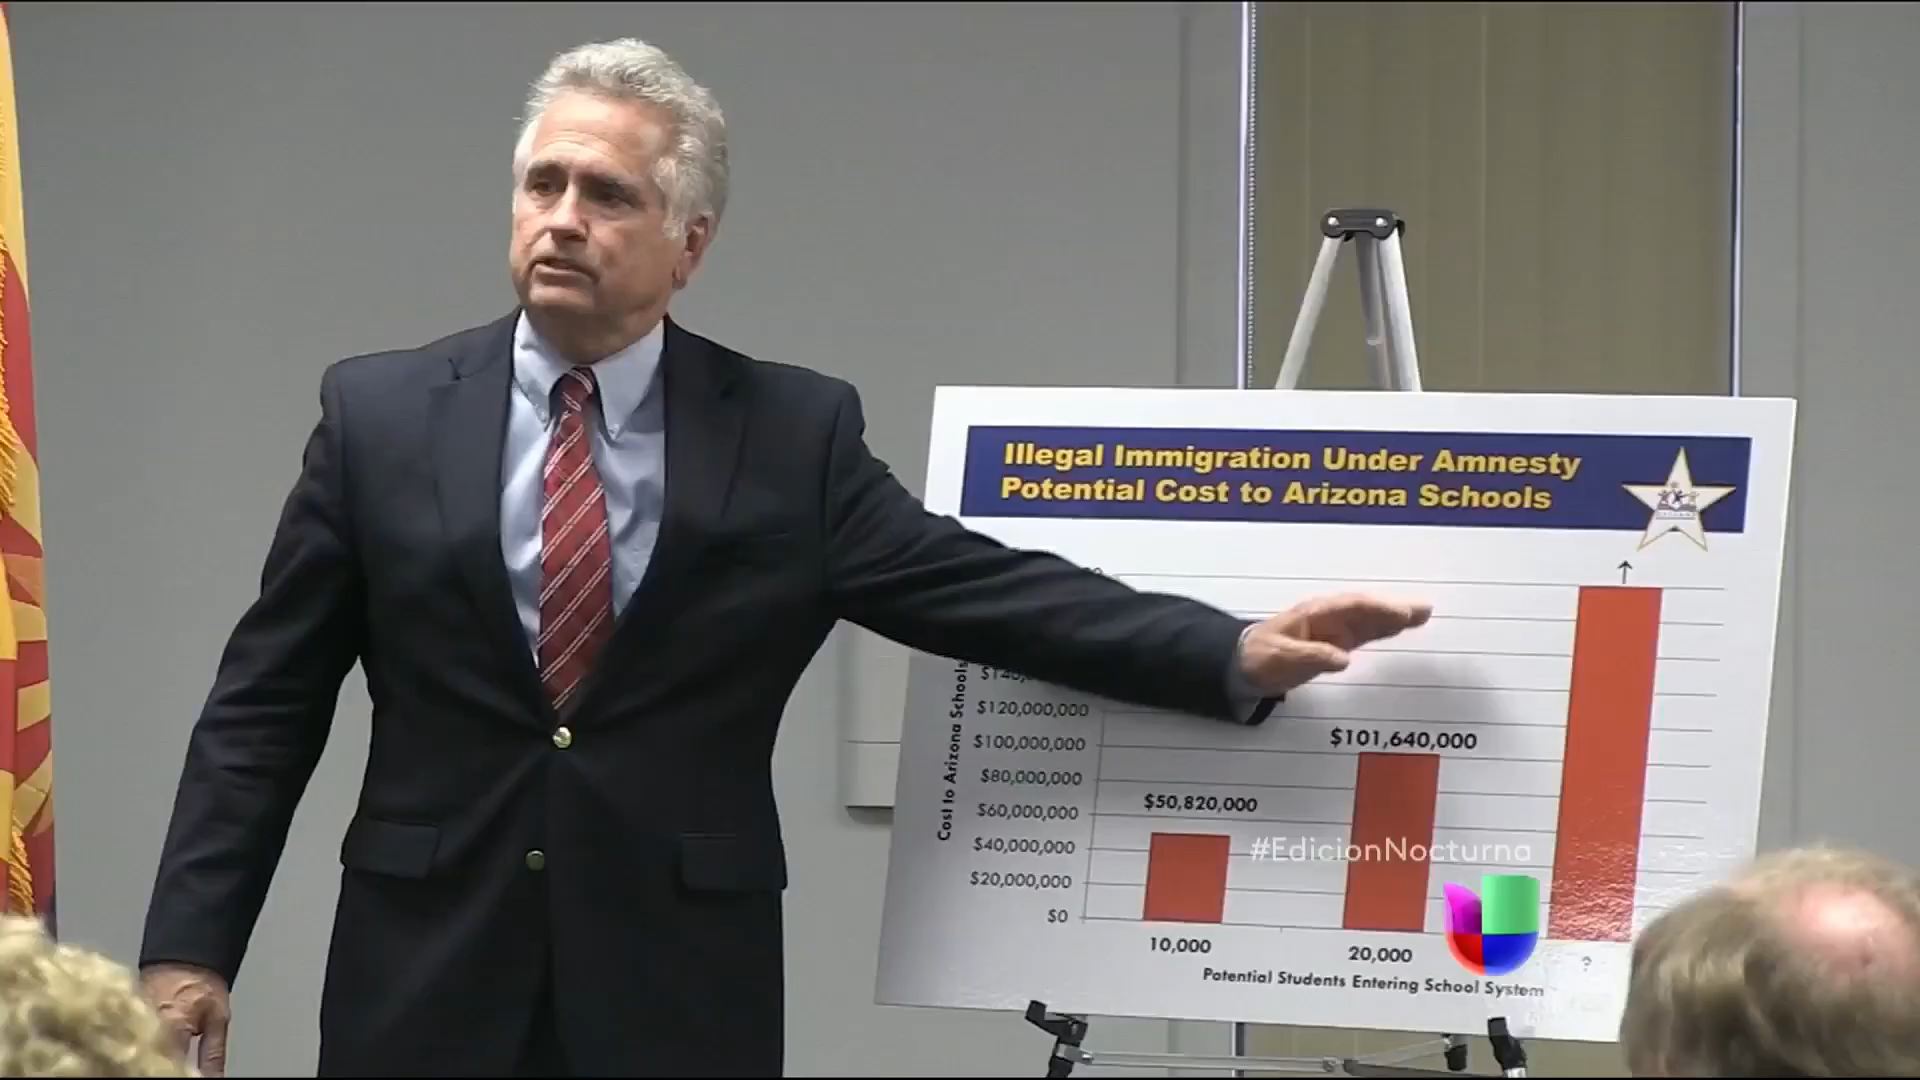 Illegal Immigration Under Amnesty
Potential Cost to Arizona Schools
Cost to Arizona Schools
$120,000,000
$100,000,000
$80,000,000
$60,000,000
$40,000,000
$20,000,000
$0
$50,820,000
$101,640,000
10,000
20,000
?
Potential Students Entering School System
#EdicionNocturna